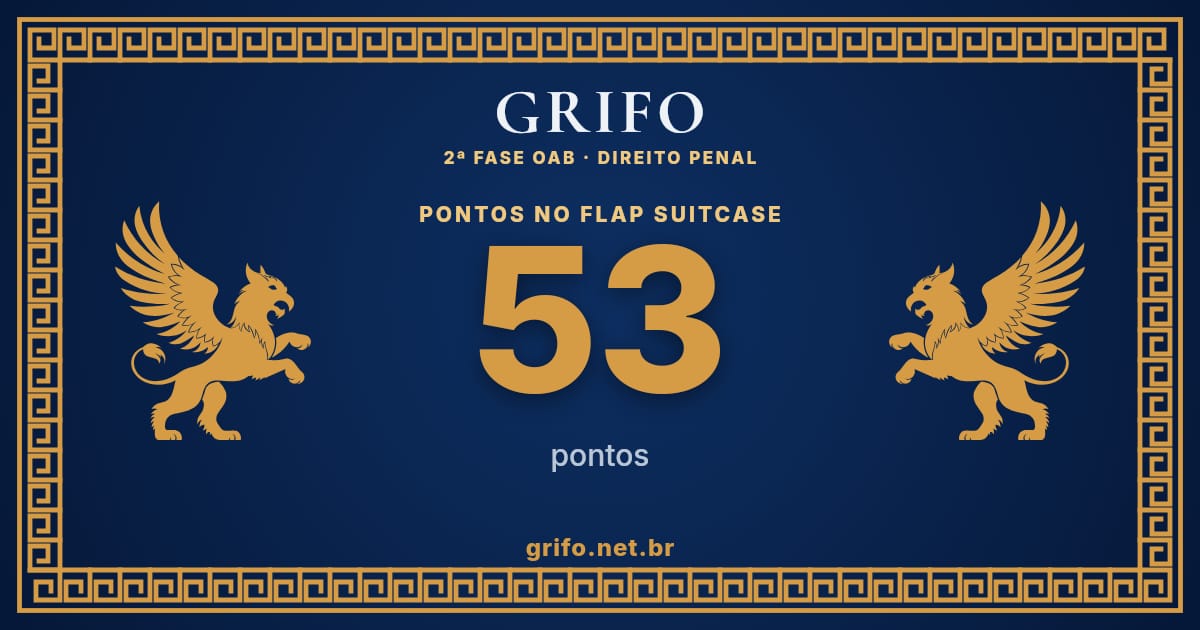 GRIFO
2ª FASE OAB · DIREITO PENAL
PONTOS NO FLAP SUITCASE
53
pontos
grifo.net.br